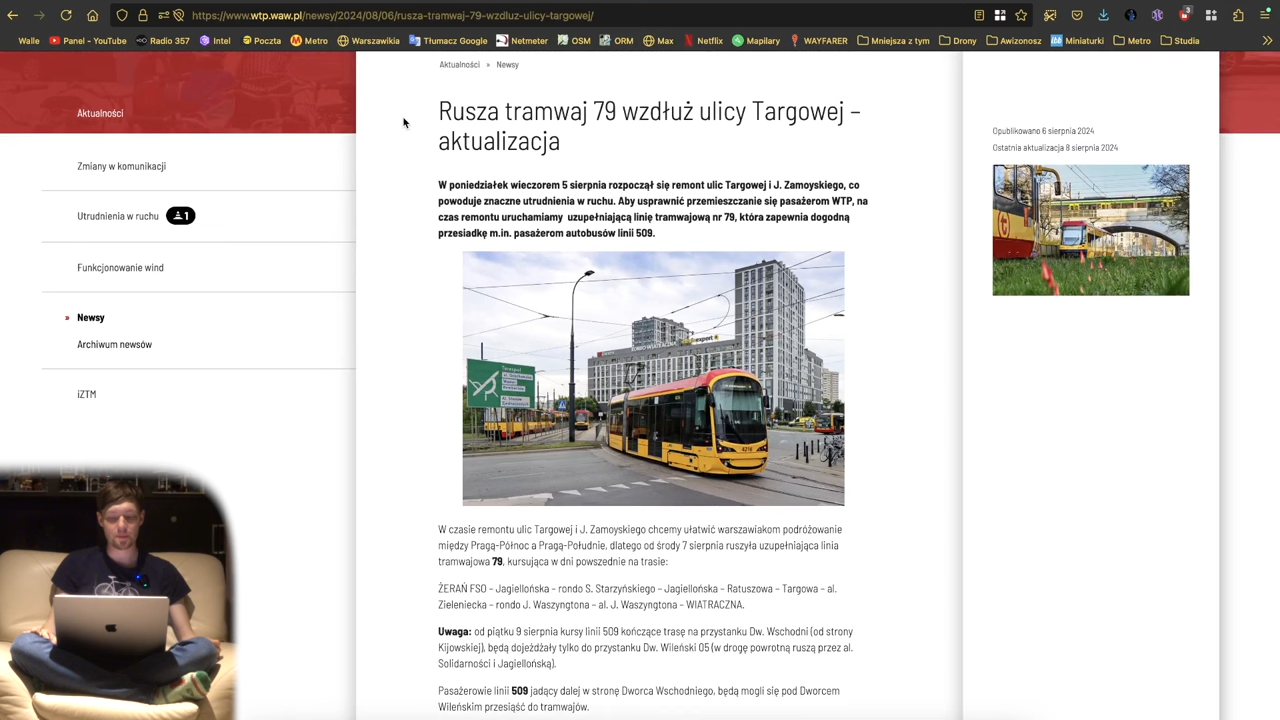 https://www.wtp.waw.pl/newsy/2024/08/06/rusza-tramwaj-79-wzdluz-ulicy-targowej/
3
Walle
Panel - YouTube
Radio 357
Intel
Poczta
Metro
Warszawikia
Tłumacz Google
Netmeter
OSM
ORM
Max
Netflix
Mapilary
WAYFARER
Mniejsza z tym
Drony
Awizonosz
Miniaturki
Metro
Studia
Aktualności » Newsy
Aktualności
Zmiany w komunikacji
Utrudnienia w ruchu 1
Funkcjonowanie wind
» Newsy
Archiwum newsów
iZTM
Rusza tramwaj 79 wzdłuż ulicy Targowej –
aktualizacja
W poniedziałek wieczorem 5 sierpnia rozpoczął się remont ulic Targowej i J. Zamoyskiego, co
powoduje znaczne utrudnienia w ruchu. Aby usprawnić przemieszczanie się pasażerom WTP, na
czas remontu uruchamiamy uzupełniającą linię tramwajową nr 79, która zapewnia dogodną
przesiadkę m.in. pasażerom autobusów linii 509.
Terespol
4216
W czasie remontu ulic Targowej i J. Zamoyskiego chcemy ułatwić warszawiakom podróżowanie
między Pragą-Północ a Pragą-Południe, dlatego od środy 7 sierpnia ruszyła uzupełniająca linia
tramwajowa 79, kursująca w dni powszednie na trasie:
ŻERAŃ FSO – Jagiellońska – rondo S. Starzyńskiego – Jagiellońska – Ratuszowa – Targowa – al.
Zieleniecka – rondo J. Waszyngtona – al. J. Waszyngtona – WIATRACZNA.
Uwaga: od piątku 9 sierpnia kursy linii 509 kończące trasę na przystanku Dw. Wschodni (od strony
Kijowskiej), będą dojeżdżały tylko do przystanku Dw. Wileński 05 (w drogę powrotną ruszą przez al.
Solidarności i Jagiellońską).
Pasażerowie linii 509 jadący dalej w stronę Dworca Wschodniego, będą mogli się pod Dworcem
Wileńskim przesiąść do tramwajów.
Opublikowano 6 sierpnia 2024
Ostatnia aktualizacja 8 sierpnia 2024